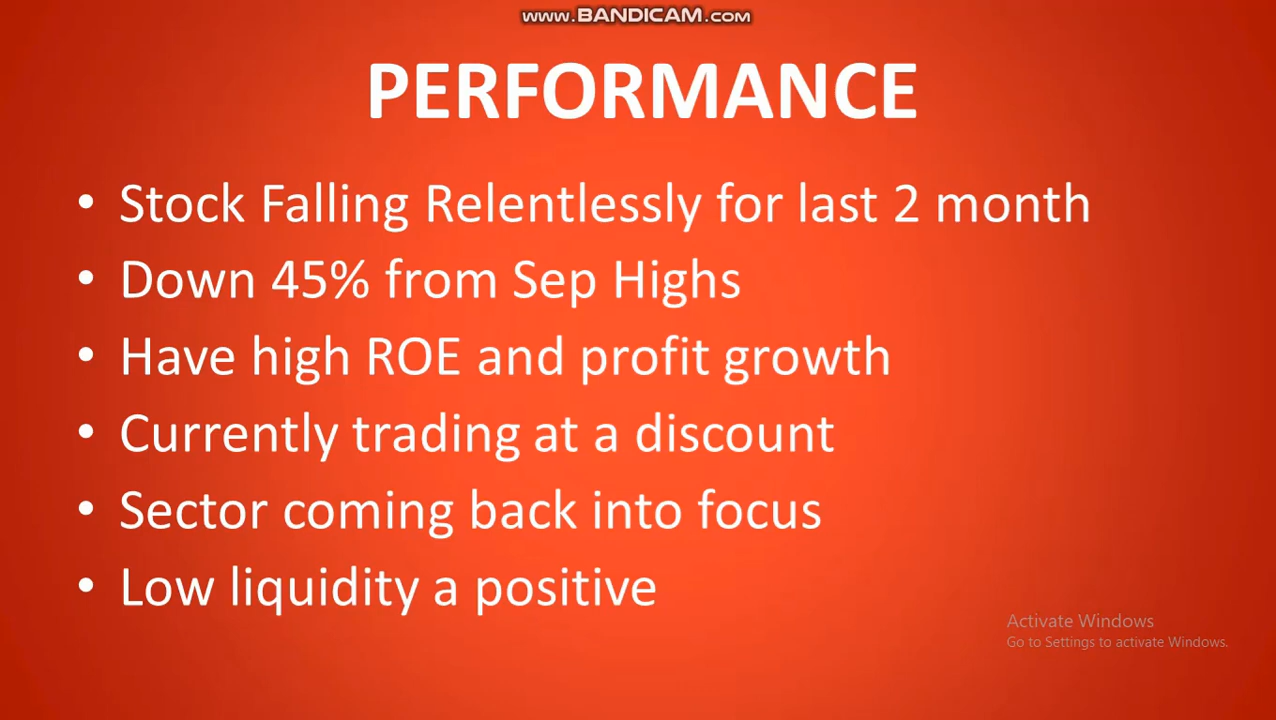 www.BANDICAM.com
PERFORMANCE
• Stock Falling Relentlessly for last 2 month
• Down 45% from Sep Highs
• Have high ROE and profit growth
• Currently trading at a discount
• Sector coming back into focus
• Low liquidity a positive
Activate Windows
Go to Settings to activate Windows.